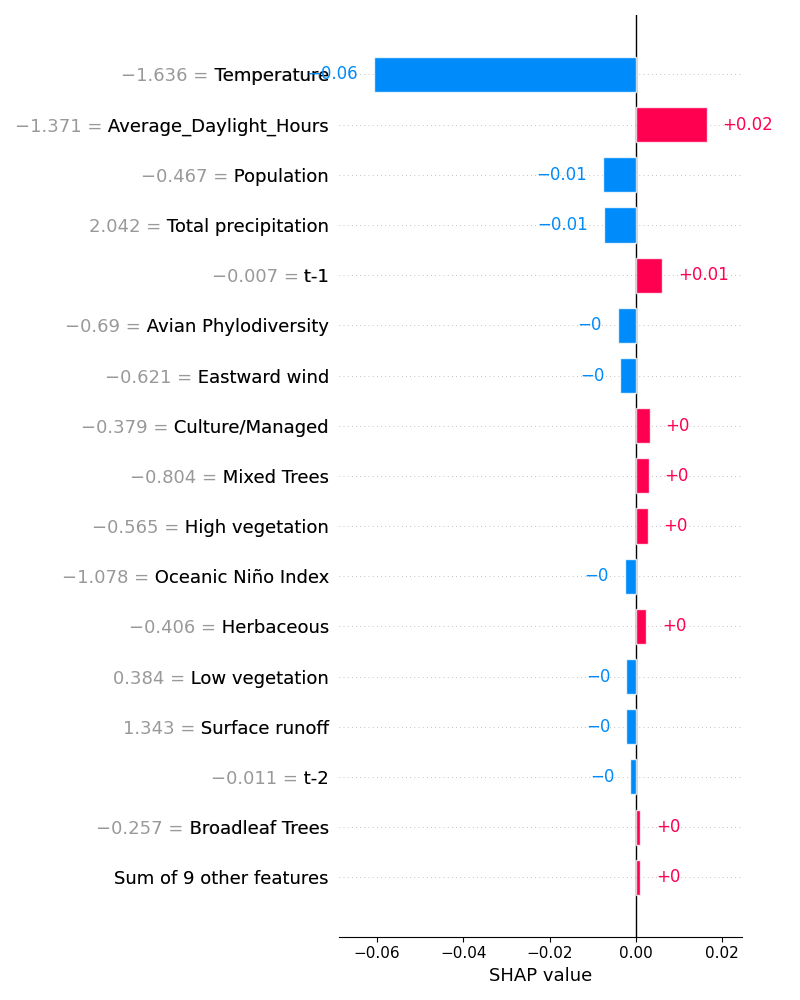 −1.636 = Temperature −0.06
−1.371 = Average_Daylight_Hours +0.02
−0.467 = Population −0.01
2.042 = Total precipitation −0.01
−0.007 = t-1 +0.01
−0.69 = Avian Phylodiversity −0
−0.621 = Eastward wind −0
−0.379 = Culture/Managed +0
−0.804 = Mixed Trees +0
−0.565 = High vegetation +0
−1.078 = Oceanic Niño Index −0
−0.406 = Herbaceous +0
0.384 = Low vegetation −0
1.343 = Surface runoff −0
−0.011 = t-2 −0
−0.257 = Broadleaf Trees +0
Sum of 9 other features +0
−0.06 −0.04 −0.02 0.00 0.02
SHAP value